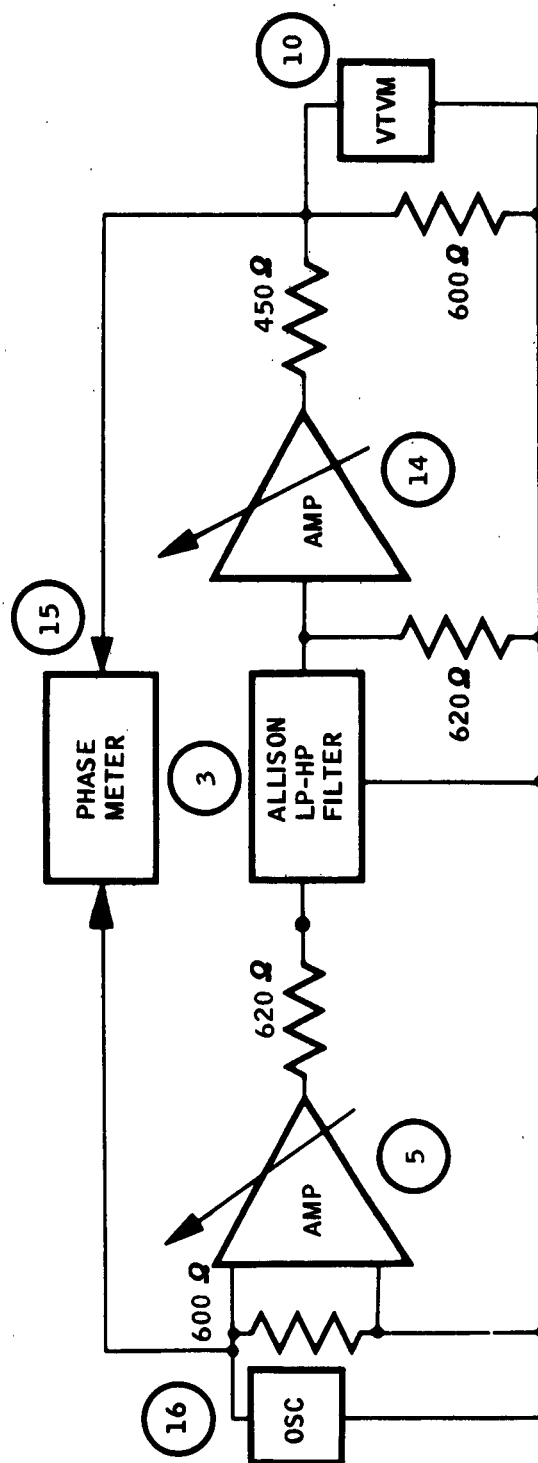 15
PHASE
METER
16
600 Ω
OSC
AMP
5
620 Ω
3
ALLISON
LP-HP
FILTER
620 Ω
AMP
14
450 Ω
600 Ω
10
VTVM